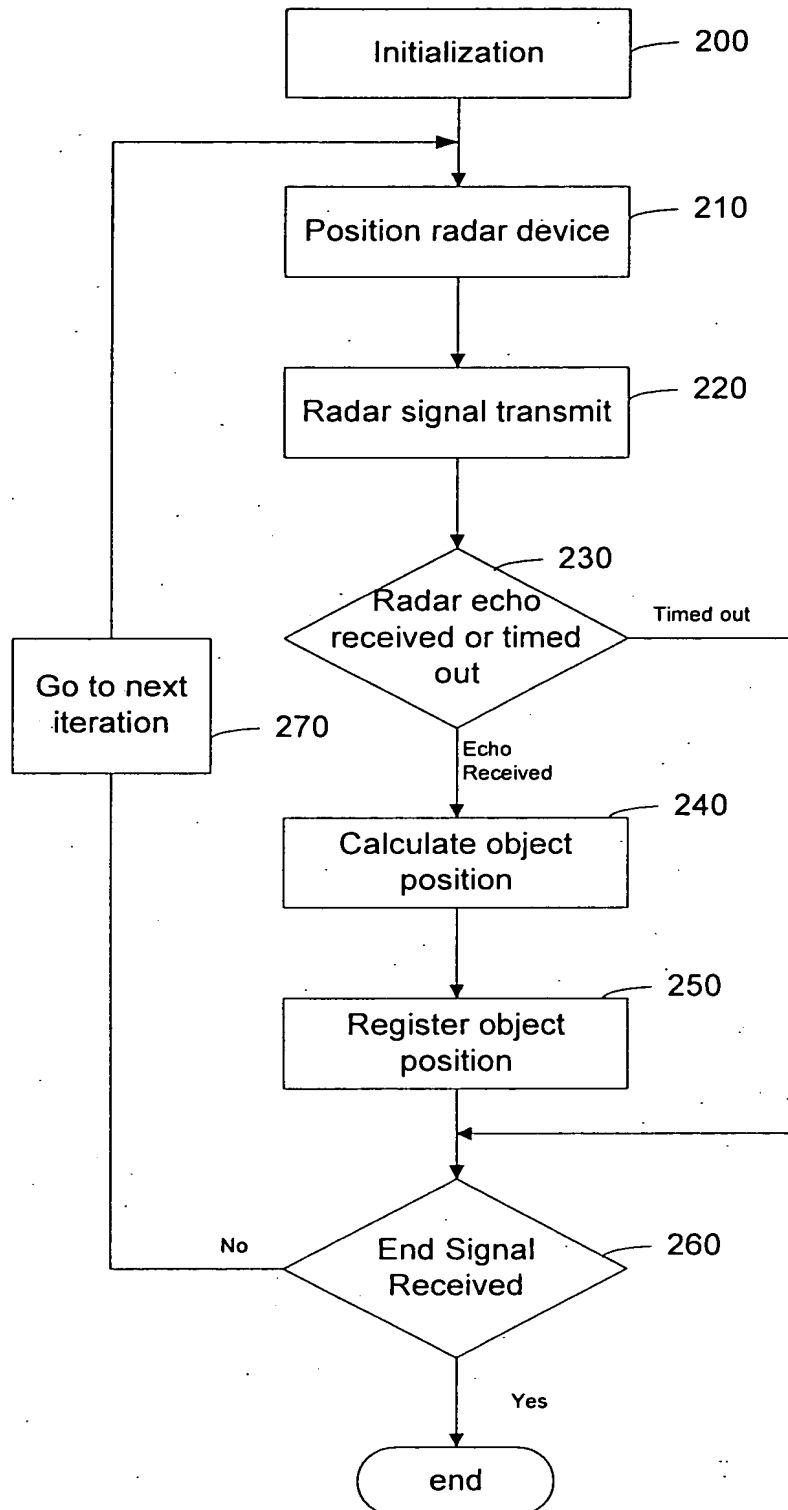 Initialization
200
Position radar device
210
Radar signal transmit
220
230
Radar echo
received or timed
out
Timed out
Go to next
iteration
270
Echo
Received
240
Calculate object
position
250
Register object
position
No
End Signal
Received
260
Yes
end